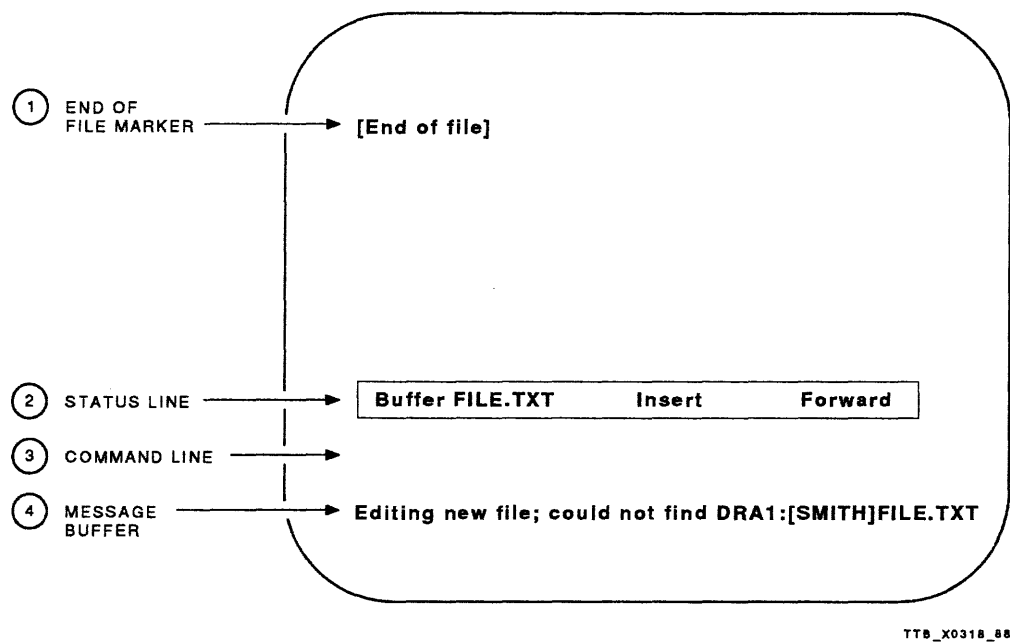 1 END OF
FILE MARKER
[End of file]
2 STATUS LINE
Buffer FILE.TXT Insert Forward
3 COMMAND LINE
4 MESSAGE
BUFFER
Editing new file; could not find DRA1:[SMITH]FILE.TXT
TTB_X0318_88